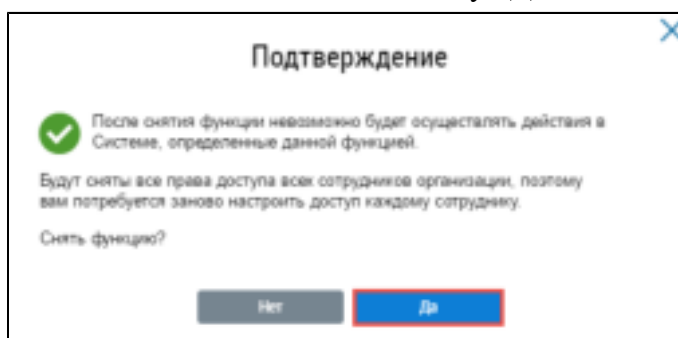 Подтверждение
После снятия функции невозможно будет осуществлять действия в
Системе, определенные данной функцией.
Будут сняты все права доступа всех сотрудников организации, поэтому
вам потребуется заново настроить доступ каждому сотруднику.
Снять функцию?
Нет
Да